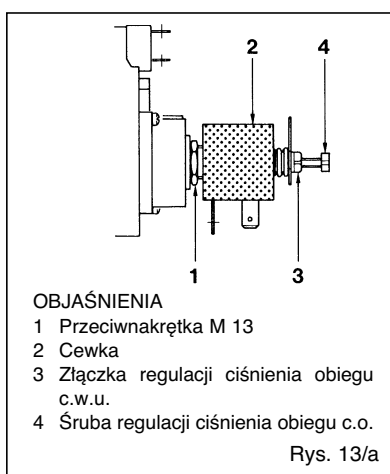 2 4
1 3
OBJAŚNIENIA
1 Przeciwnakrętka M 13
2 Cewka
3 Złączka regulacji ciśnienia obiegu
c.w.u.
4 Śruba regulacji ciśnienia obiegu c.o.
Rys. 13/a